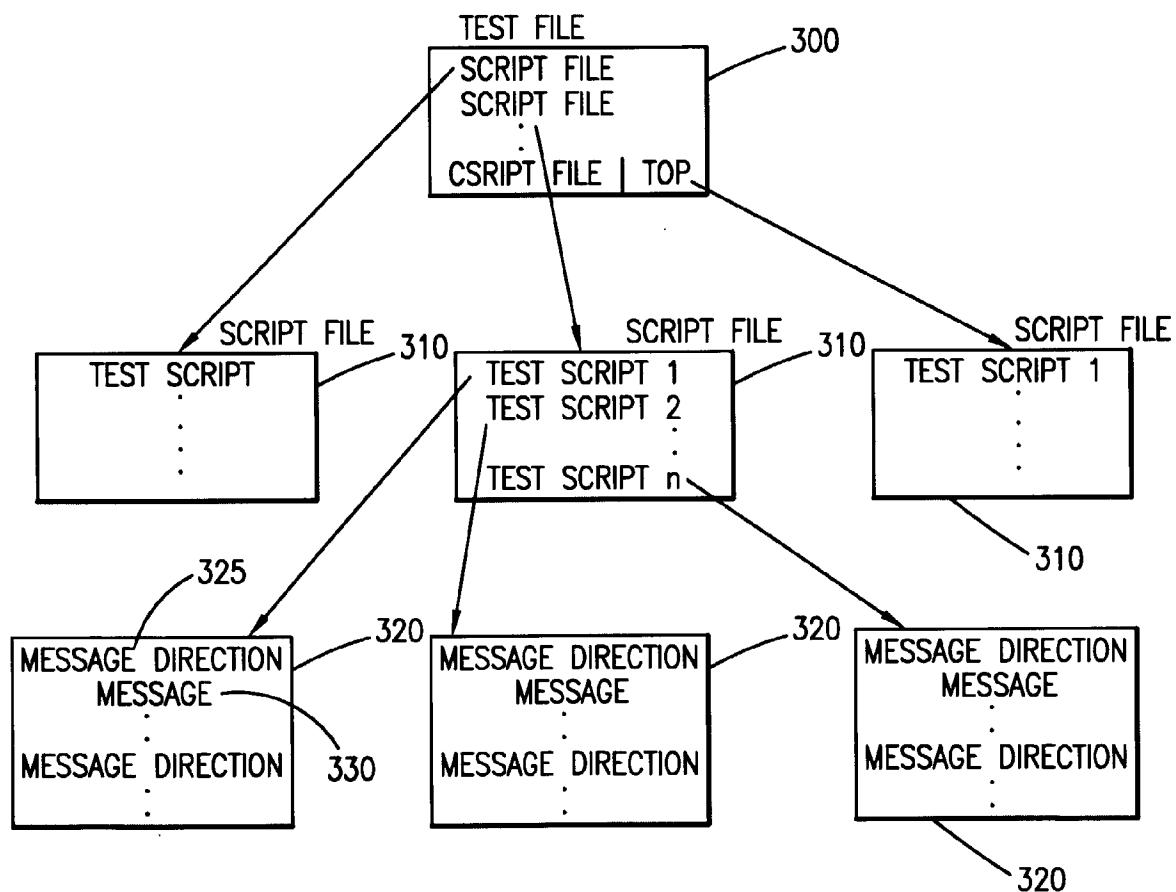 TEST FILE
300
SCRIPT FILE
SCRIPT FILE
CSRIPT FILE | TOP
SCRIPT FILE
310
TEST SCRIPT
SCRIPT FILE
310
TEST SCRIPT 1
TEST SCRIPT 2
TEST SCRIPT n
SCRIPT FILE
TEST SCRIPT 1
310
325
320
MESSAGE DIRECTION
MESSAGE
330
MESSAGE DIRECTION
320
MESSAGE DIRECTION
MESSAGE
MESSAGE DIRECTION
MESSAGE DIRECTION
MESSAGE
MESSAGE DIRECTION
320